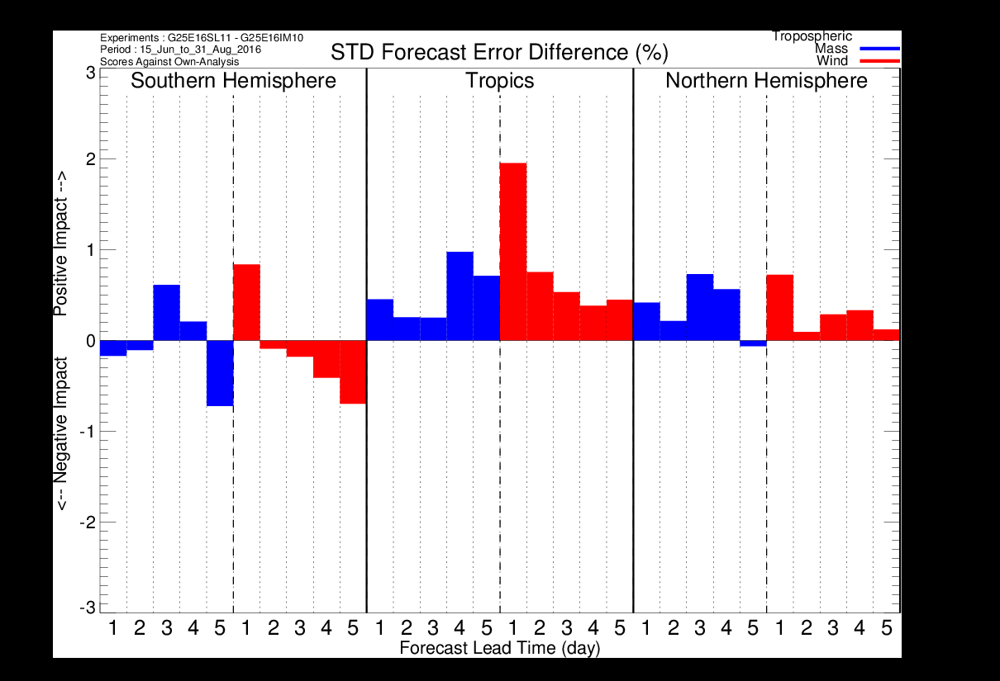 Experiments : G25E16SL11 - G25E16IM10
Period : 15_Jun_to_31_Aug_2016
Scores Against Own-Analysis
STD Forecast Error Difference (%)
Tropospheric
Mass
Wind
Southern Hemisphere
Tropics
Northern Hemisphere
3
2
1
0
-1
-2
-3
Positive Impact -->
<-- Negative Impact
1 2 3 4 5 1 2 3 4 5 1 2 3 4 5 1 2 3 4 5 1 2 3 4 5 1 2 3 4 5
Forecast Lead Time (day)